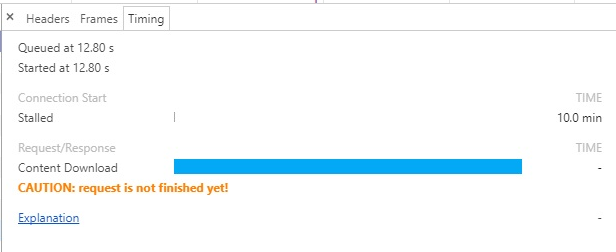 × Headers Frames Timing
Queued at 12.80 s
Started at 12.80 s
Connection Start TIME
Stalled 10.0 min
Request/Response TIME
Content Download -
CAUTION: request is not finished yet!
Explanation -